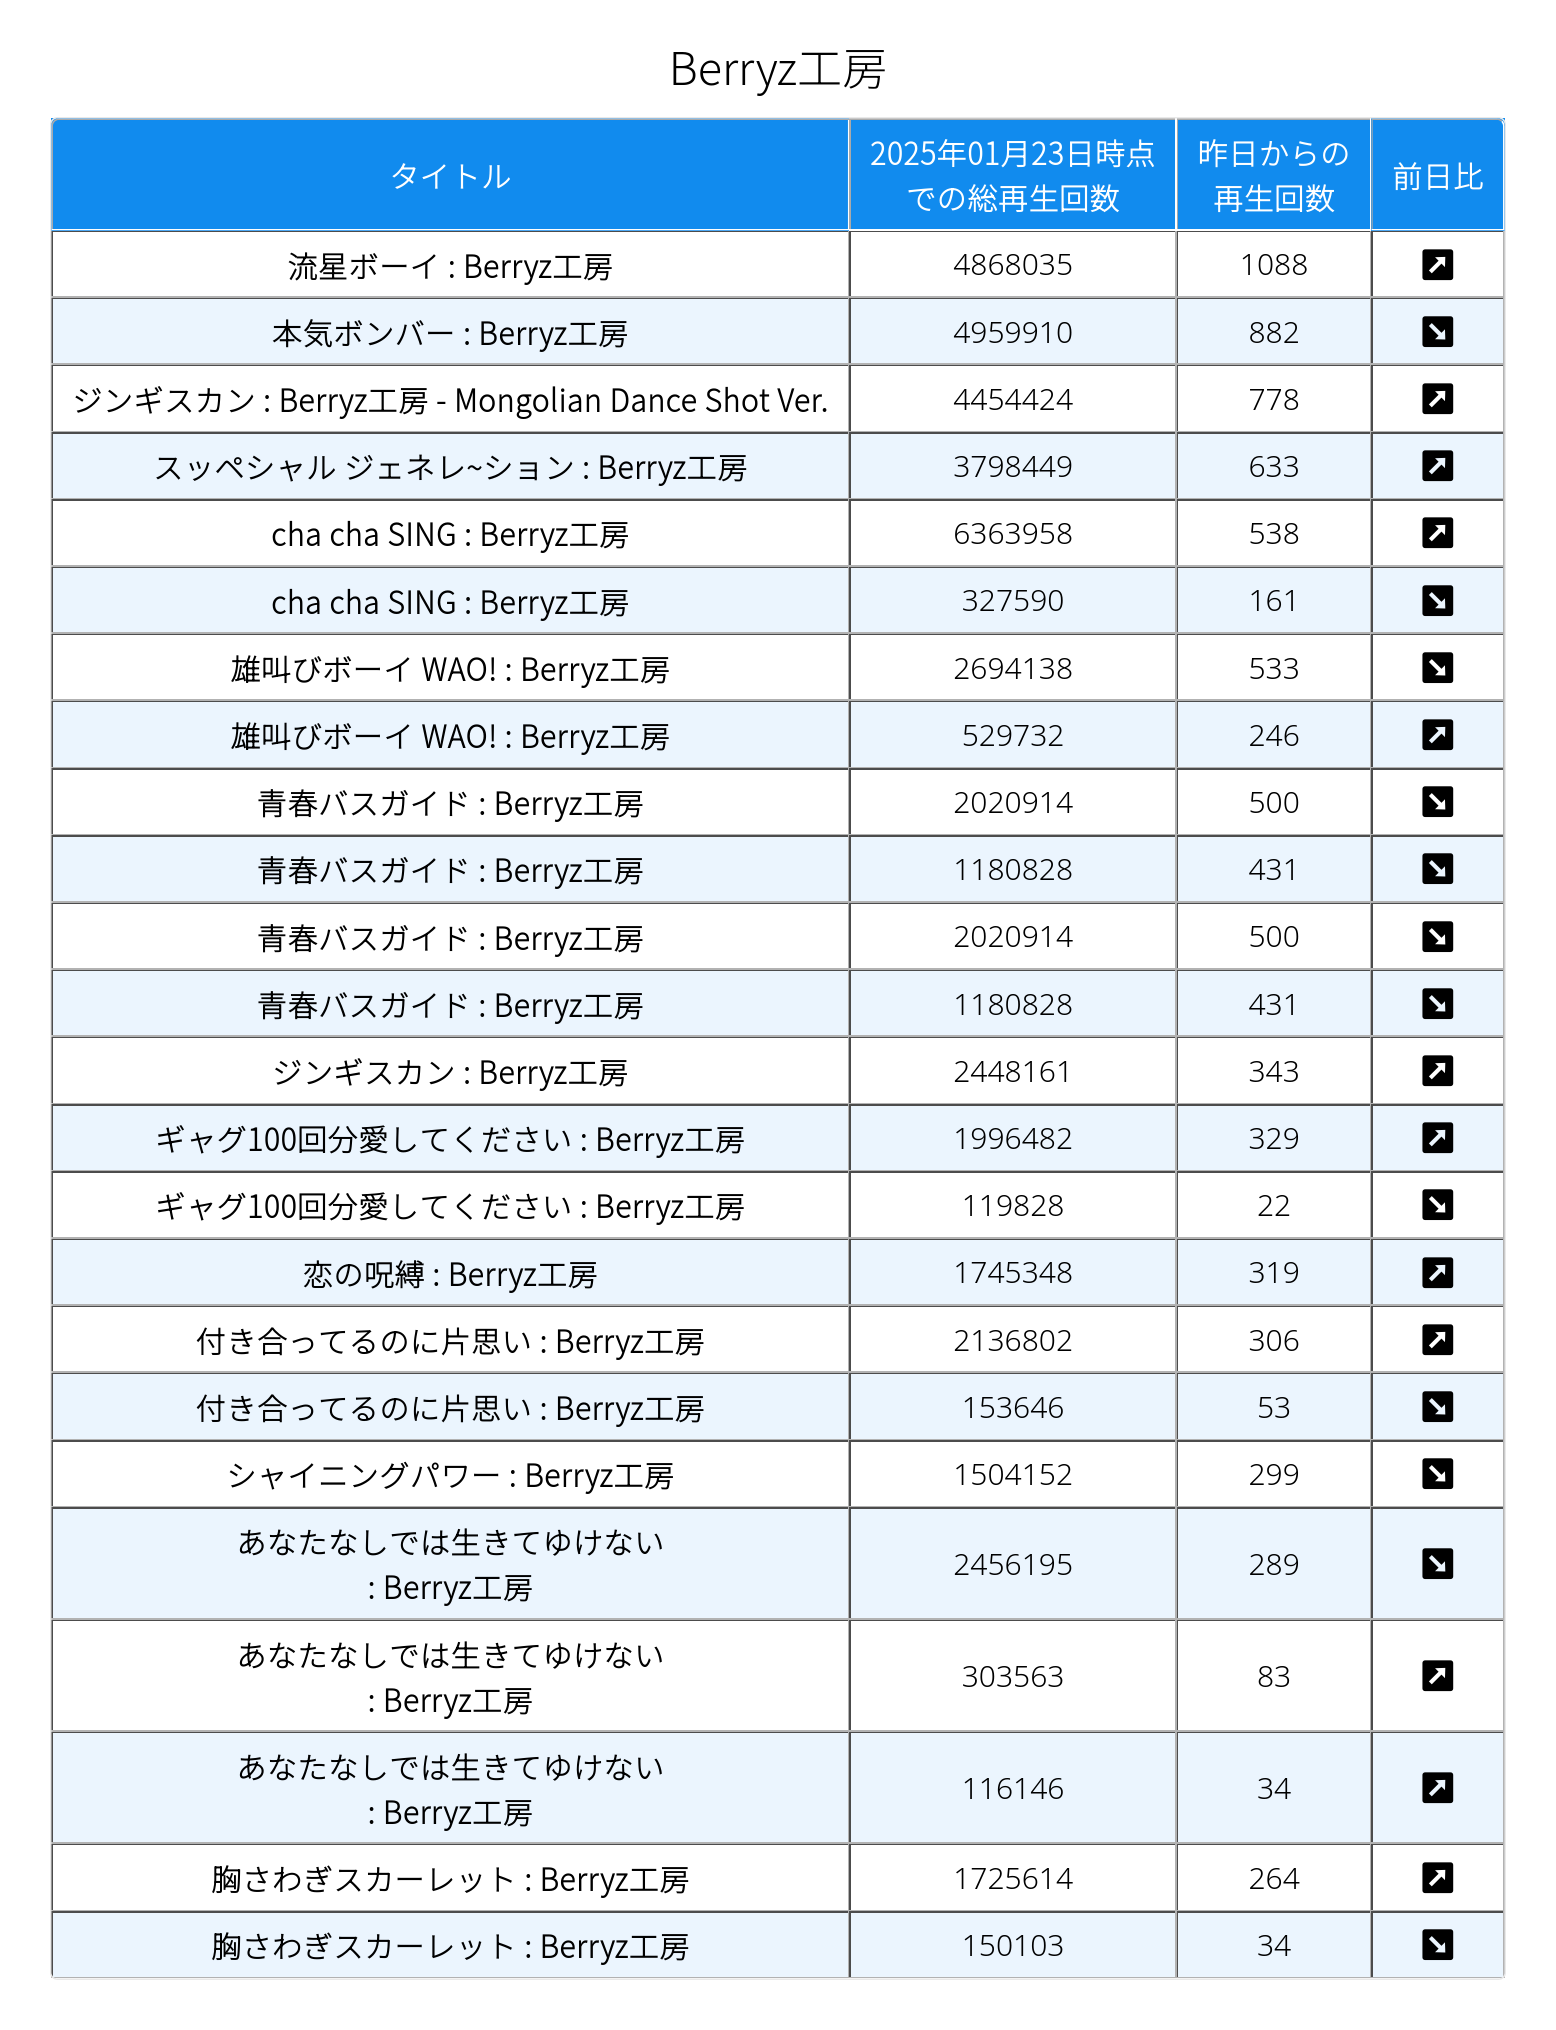 Berryz工房
タイトル 2025年01月23日時点 昨日からの 前日比
での総再生回数 再生回数
流星ボーイ : Berryz工房 4868035 1088 ↗
本気ボンバー : Berryz工房 4959910 882 ↘
ジンギスカン : Berryz工房 - Mongolian Dance Shot Ver. 4454424 778 ↗
スッペシャル ジェネレ~ション : Berryz工房 3798449 633 ↗
cha cha SING : Berryz工房 6363958 538 ↗
cha cha SING : Berryz工房 327590 161 ↘
雄叫びボーイ WAO! : Berryz工房 2694138 533 ↘
雄叫びボーイ WAO! : Berryz工房 529732 246 ↗
青春バスガイド : Berryz工房 2020914 500 ↘
青春バスガイド : Berryz工房 1180828 431 ↘
青春バスガイド : Berryz工房 2020914 500 ↘
青春バスガイド : Berryz工房 1180828 431 ↘
ジンギスカン : Berryz工房 2448161 343 ↗
ギャグ100回分愛してください : Berryz工房 1996482 329 ↗
ギャグ100回分愛してください : Berryz工房 119828 22 ↘
恋の呪縛 : Berryz工房 1745348 319 ↗
付き合ってるのに片思い : Berryz工房 2136802 306 ↗
付き合ってるのに片思い : Berryz工房 153646 53 ↘
シャイニングパワー : Berryz工房 1504152 299 ↘
あなたなしでは生きてゆけない
: Berryz工房 2456195 289 ↘
あなたなしでは生きてゆけない
: Berryz工房 303563 83 ↗
あなたなしでは生きてゆけない
: Berryz工房 116146 34 ↗
胸さわぎスカーレット : Berryz工房 1725614 264 ↗
胸さわぎスカーレット : Berryz工房 150103 34 ↘